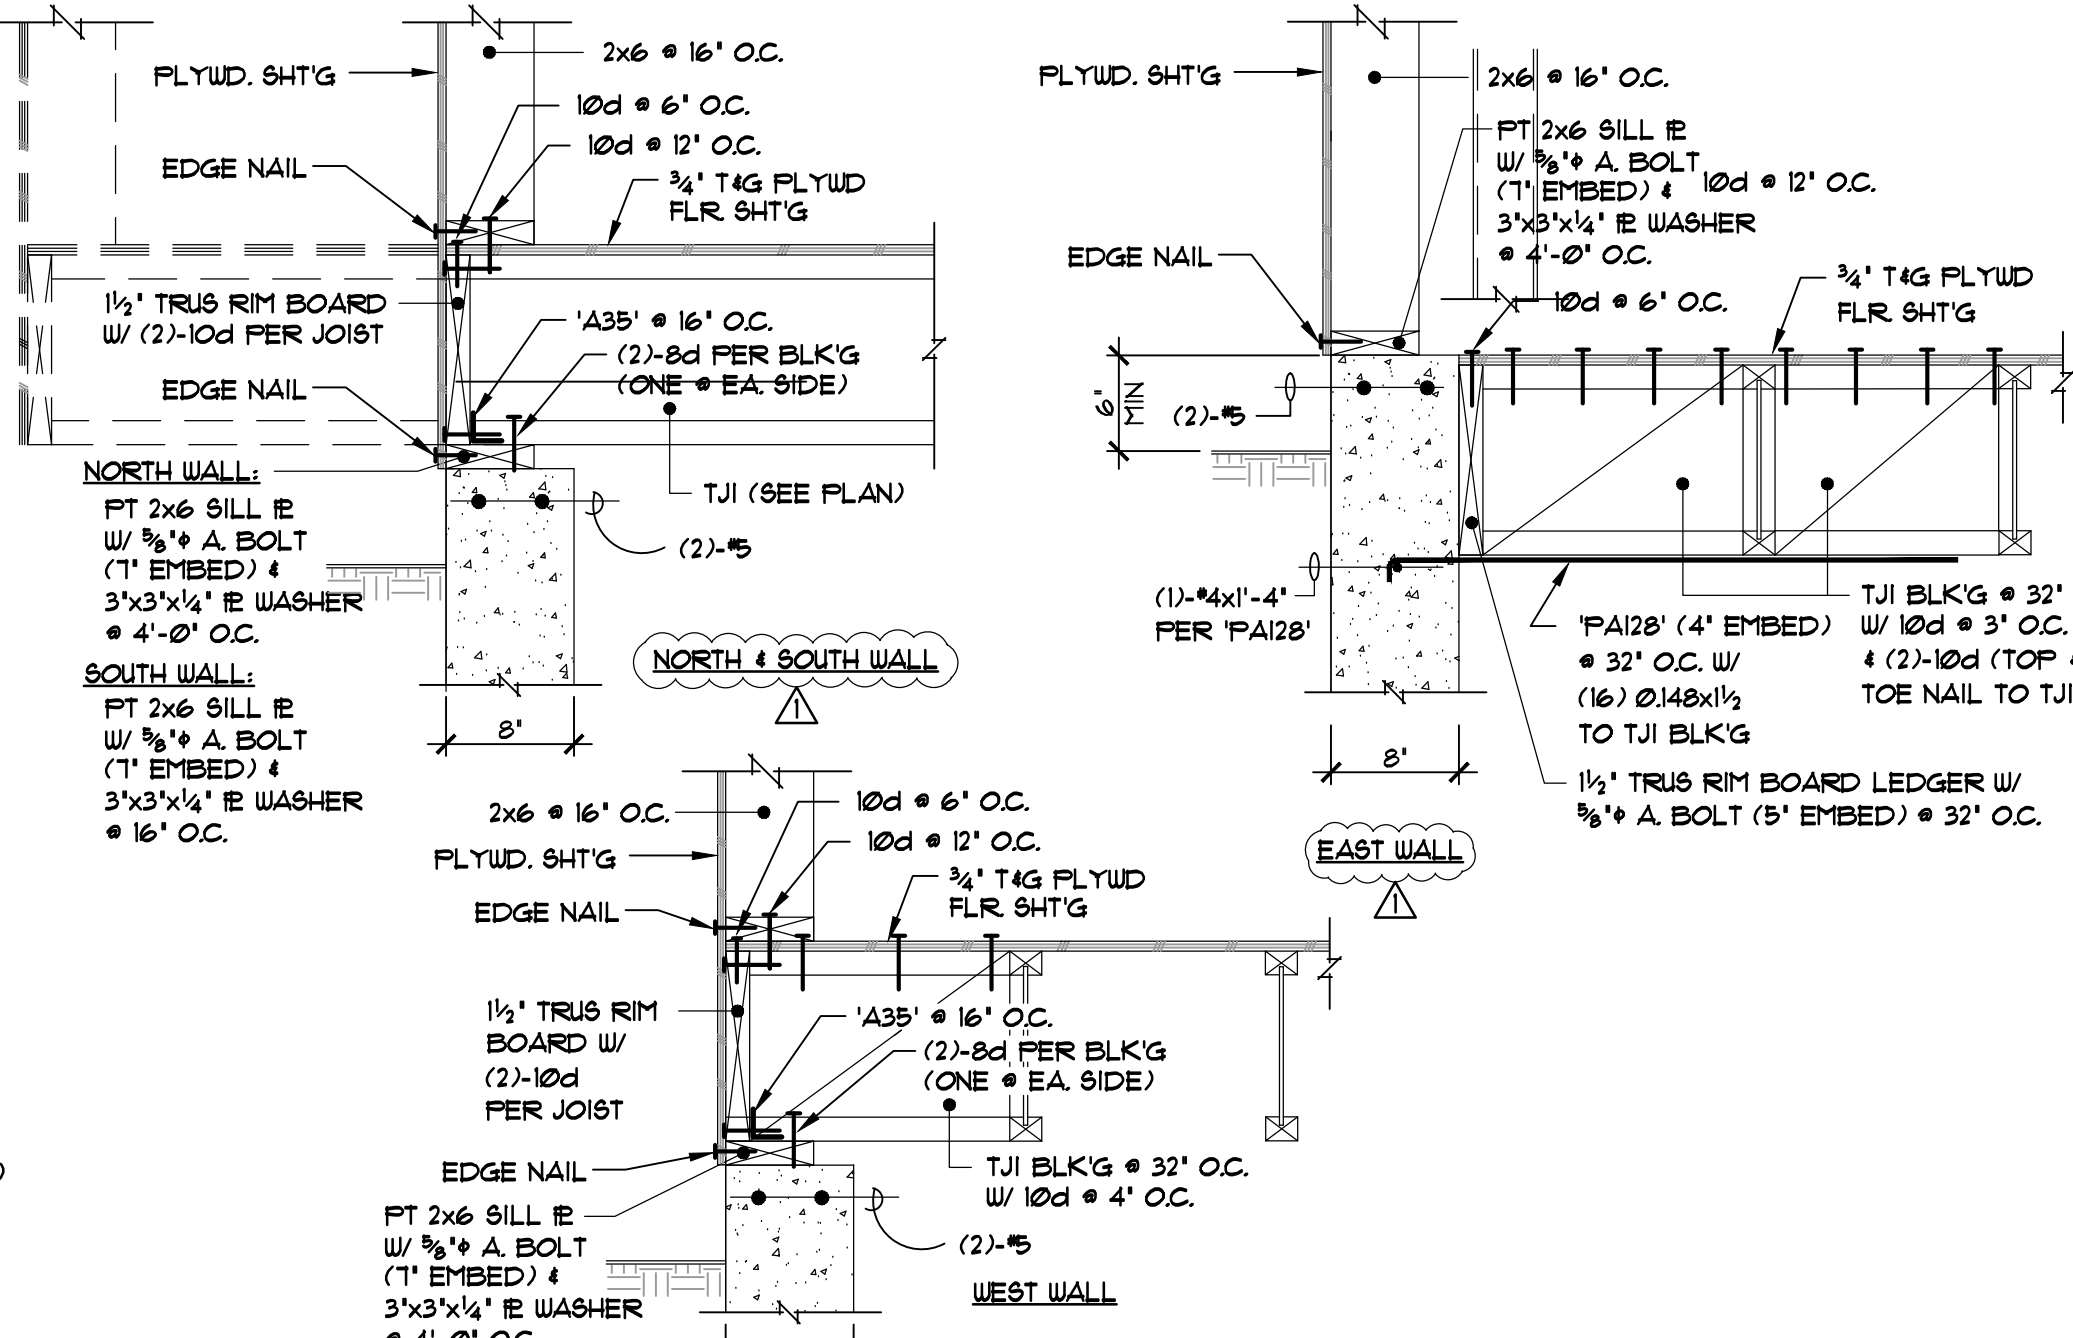 2x6 @ 16" O.C.
PLYWD. SHT'G
10d @ 6" O.C.
10d @ 12" O.C.
EDGE NAIL
3/4" T&G PLYWD
FLR. SHT'G
1 1/2" TRUS RIM BOARD
W/ (2)-10d PER JOIST
'A35' @ 16" O.C.
(2)-8d PER BLK'G
(ONE @ EA. SIDE)
EDGE NAIL
NORTH WALL:
PT 2x6 SILL PL
W/ 5/8"ϕ A. BOLT
(7" EMBED) &
3"x3"x1/4" PL WASHER
@ 4'-0" O.C.
SOUTH WALL:
PT 2x6 SILL PL
W/ 5/8"ϕ A. BOLT
(7" EMBED) &
3"x3"x1/4" PL WASHER
@ 16" O.C.
TJI (SEE PLAN)
(2)-#5
NORTH & SOUTH WALL
1
8"
PLYWD. SHT'G
2x6 @ 16" O.C.
PT 2x6 SILL PL
W/ 5/8"ϕ A. BOLT
(7" EMBED) &
3"x3"x1/4" PL WASHER
@ 4'-0" O.C.
10d @ 12" O.C.
EDGE NAIL
10d @ 6" O.C.
3/4" T&G PLYWD
FLR. SHT'G
6"
MIN
(2)-#5
(1)-#4x1'-4"
PER 'PA128'
'PA128' (4" EMBED)
@ 32" O.C. W/
(16) 0.148x1 1/2
TO TJI BLK'G
TJI BLK'G @ 32"
W/ 10d @ 3" O.C.
& (2)-10d (TOP &
TOE NAIL TO TJI
1 1/2" TRUS RIM BOARD LEDGER W/
5/8"ϕ A. BOLT (5" EMBED) @ 32" O.C.
8"
EAST WALL
1
2x6 @ 16" O.C.
10d @ 6" O.C.
10d @ 12" O.C.
PLYWD. SHT'G
3/4" T&G PLYWD
FLR. SHT'G
EDGE NAIL
1 1/2" TRUS RIM
BOARD W/
(2)-10d
PER JOIST
'A35' @ 16" O.C.
(2)-8d PER BLK'G
(ONE @ EA. SIDE)
EDGE NAIL
TJI BLK'G @ 32" O.C.
W/ 10d @ 4" O.C.
PT 2x6 SILL PL
W/ 5/8"ϕ A. BOLT
(7" EMBED) &
3"x3"x1/4" PL WASHER
@ 4'-0" O.C.
(2)-#5
WEST WALL